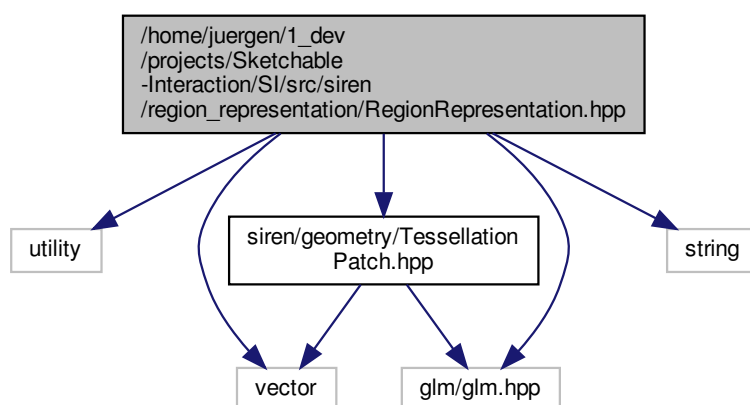 /home/juergen/1_dev
/projects/Sketchable
-Interaction/SI/src/siren
/region_representation/RegionRepresentation.hpp
utility
siren/geometry/Tessellation
Patch.hpp
string
vector
glm/glm.hpp